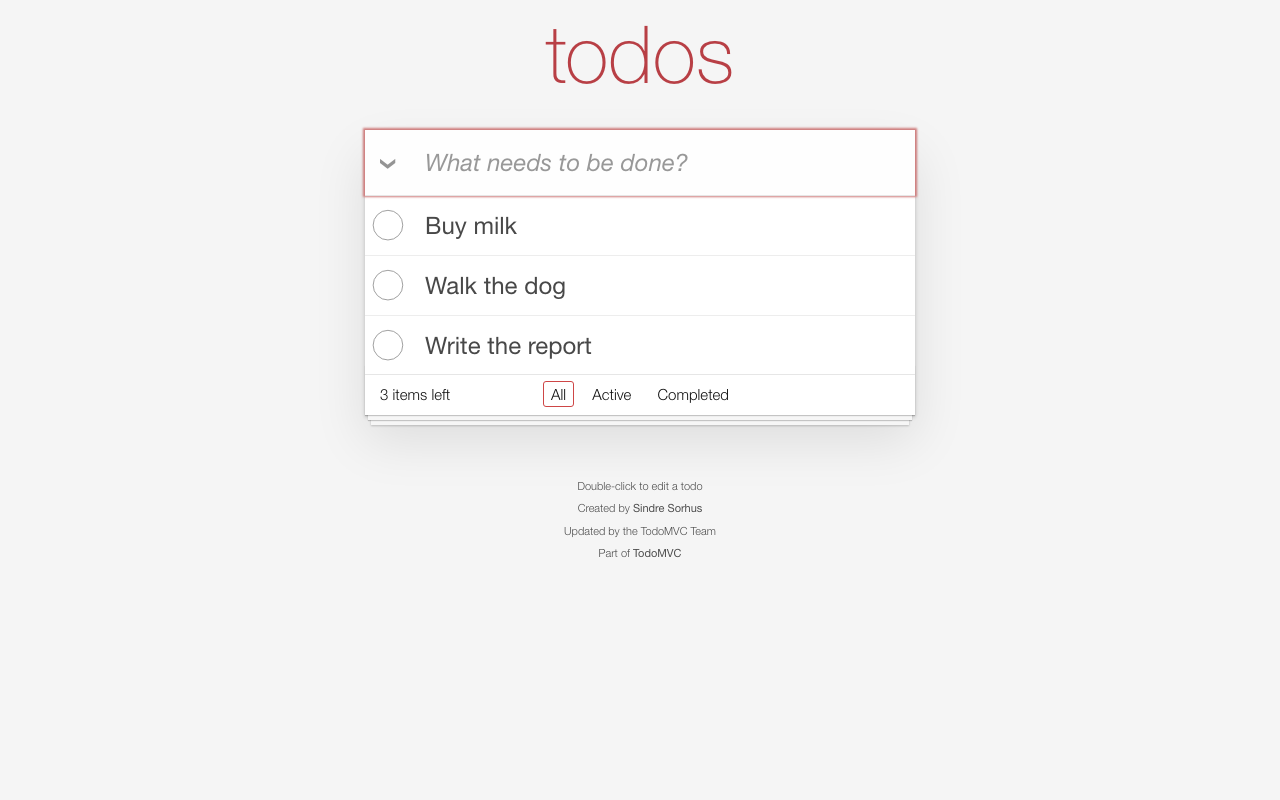 todos
What needs to be done?
Buy milk
Walk the dog
Write the report
3 items left All Active Completed
Double-click to edit a todo
Created by Sindre Sorhus
Updated by the TodoMVC Team
Part of TodoMVC